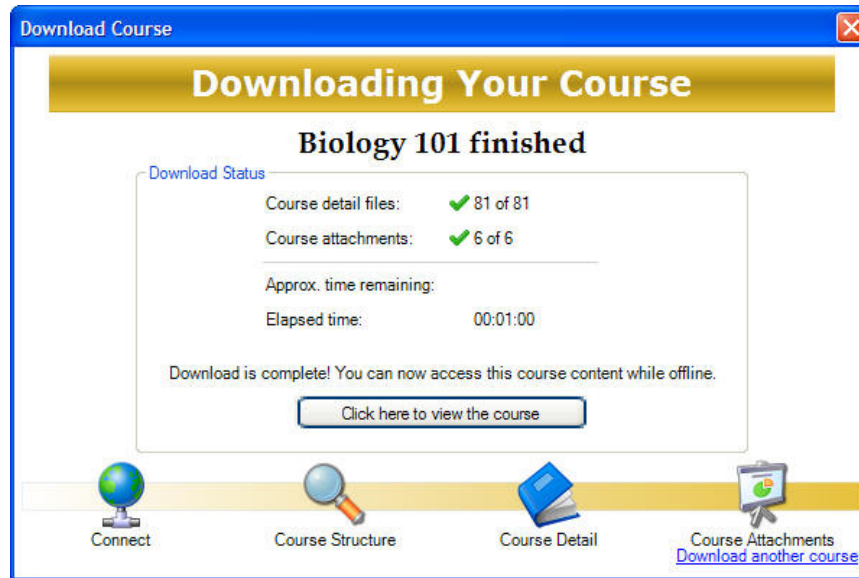 Download Course
Downloading Your Course
Biology 101 finished
Download Status
Course detail files: 81 of 81
Course attachments: 6 of 6
Approx. time remaining:
Elapsed time: 00:01:00
Download is complete! You can now access this course content while offline.
Click here to view the course
Connect Course Structure Course Detail Course Attachments
Download another course